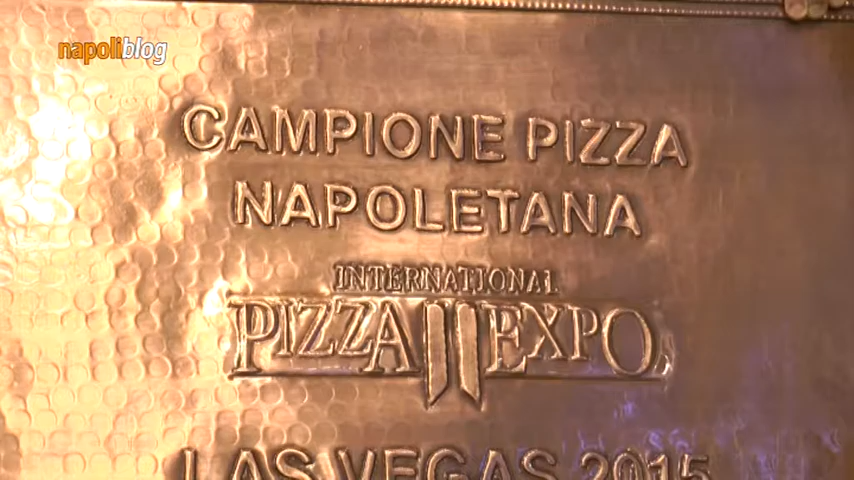 napoliblog
CAMPIONE PIZZA
NAPOLETANA
INTERNATIONAL
PIZZA EXPO
LAS VEGAS 2015